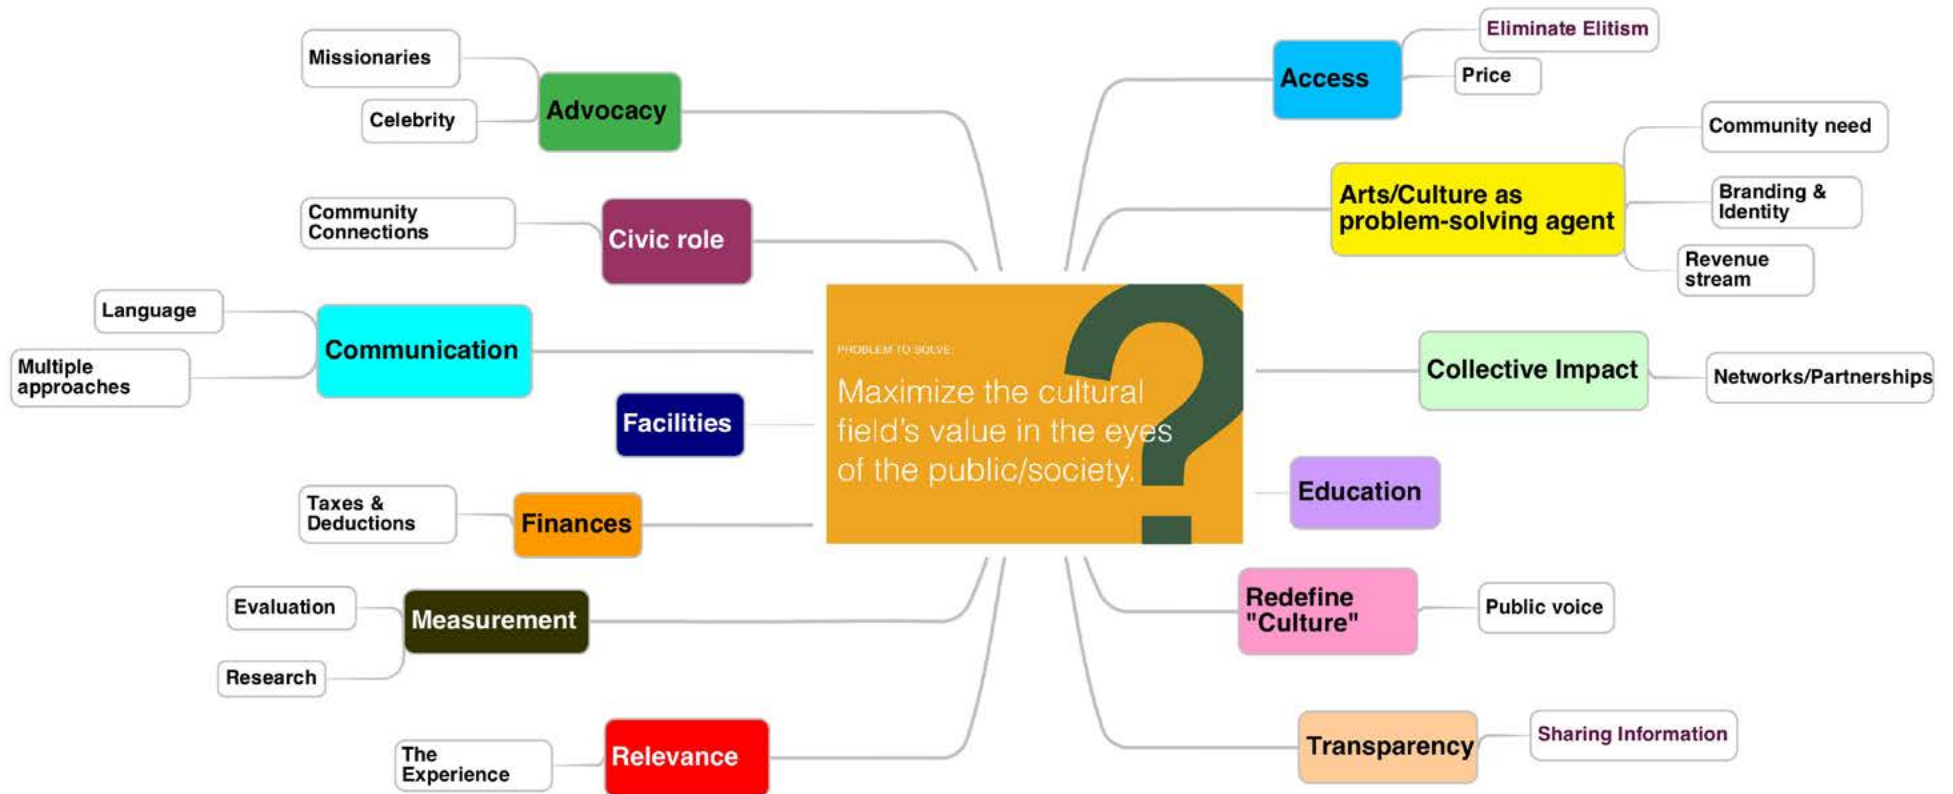 Missionaries
Celebrity
Advocacy
Community
Connections
Civic role
Language
Multiple
approaches
Communication
Facilities
Taxes &
Deductions
Finances
Evaluation
Research
Measurement
The
Experience
Relevance
PROBLEM TO SOLVE:
Maximize the cultural
field's value in the eyes
of the public/society.
?
Access
Eliminate Elitism
Price
Arts/Culture as
problem-solving agent
Community need
Branding &
Identity
Revenue
stream
Collective Impact
Networks/Partnerships
Education
Redefine
"Culture"
Public voice
Transparency
Sharing Information